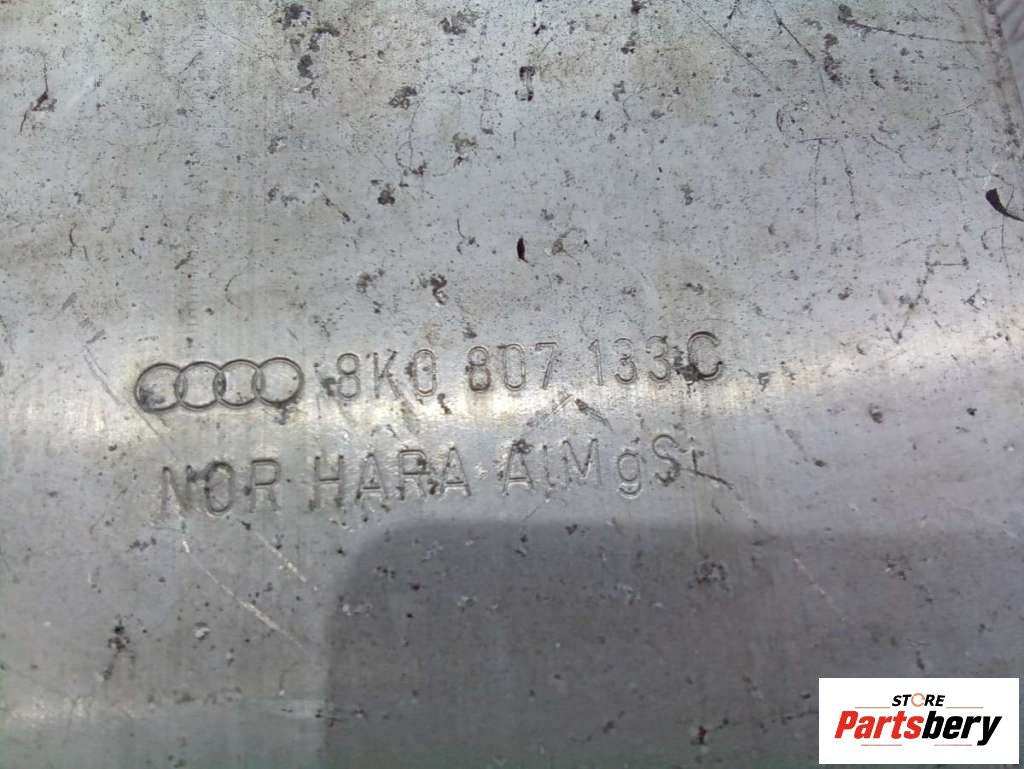 8K0 807 133 C
NOR HARA AlMgSi
STORE
Partsbery